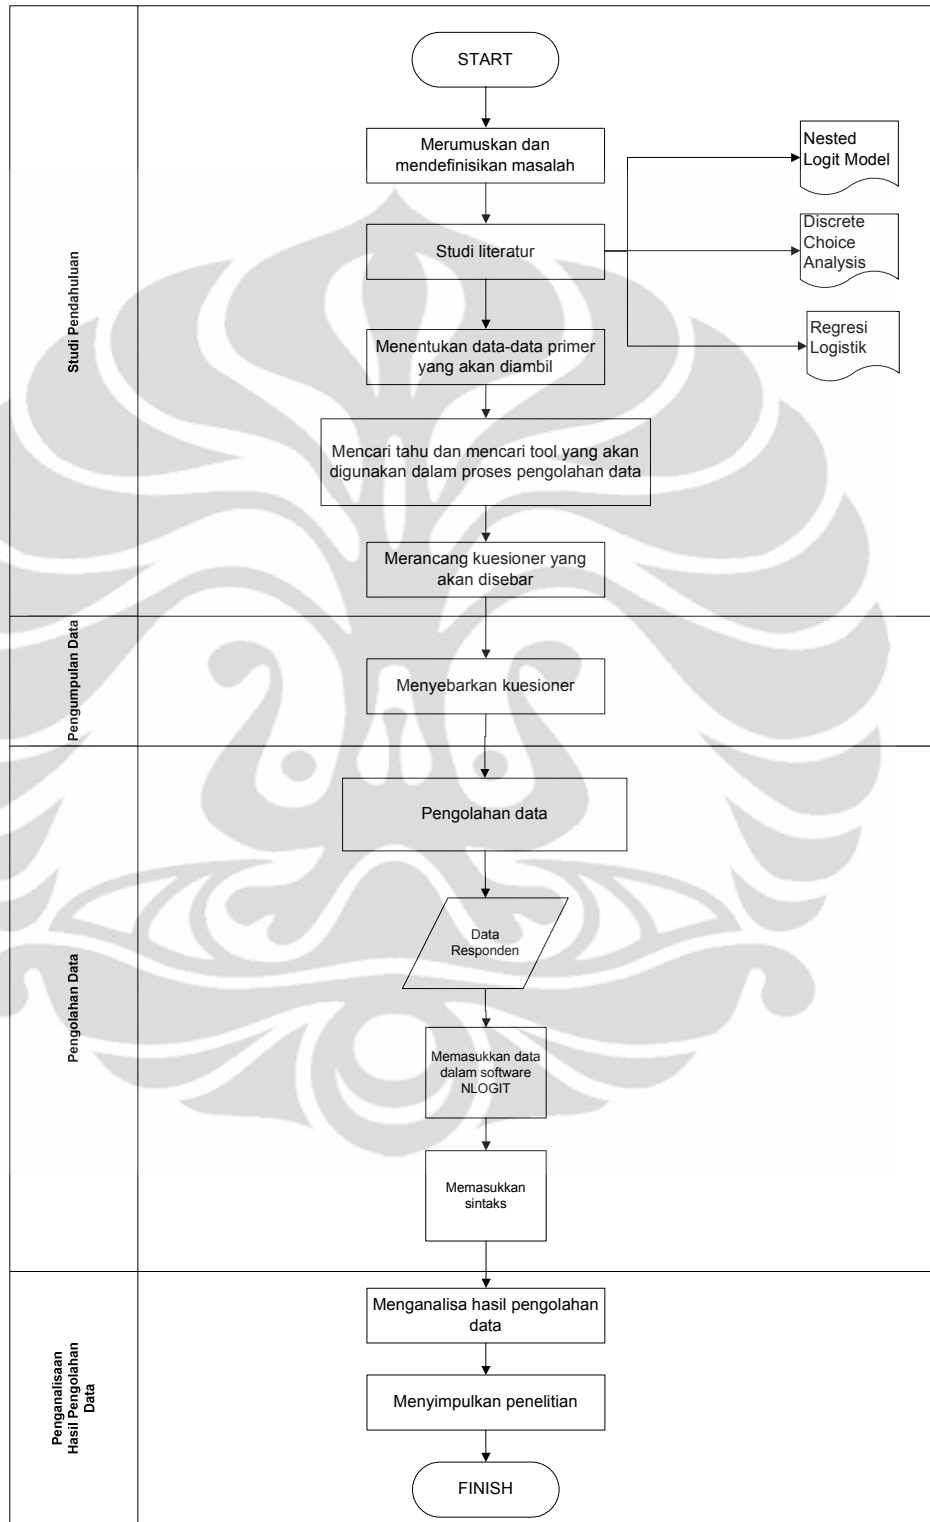 START
Merumuskan dan
mendefinisikan masalah
Nested
Logit Model
Studi literatur
Discrete
Choice
Analysis
Regresi
Logistik
Menentukan data-data primer
yang akan diambil
Mencari tahu dan mencari tool yang akan
digunakan dalam proses pengolahan data
Merancang kuesioner yang
akan disebar
Studi Pendahuluan
Menyebarkan kuesioner
Pengumpulan Data
Pengolahan data
Data
Responden
Memasukkan data
dalam software
NLOGIT
Memasukkan
sintaks
Pengolahan Data
Menganalisa hasil pengolahan
data
Menyimpulkan penelitian
FINISH
Penganalisaan
Hasil Pengolahan
Data